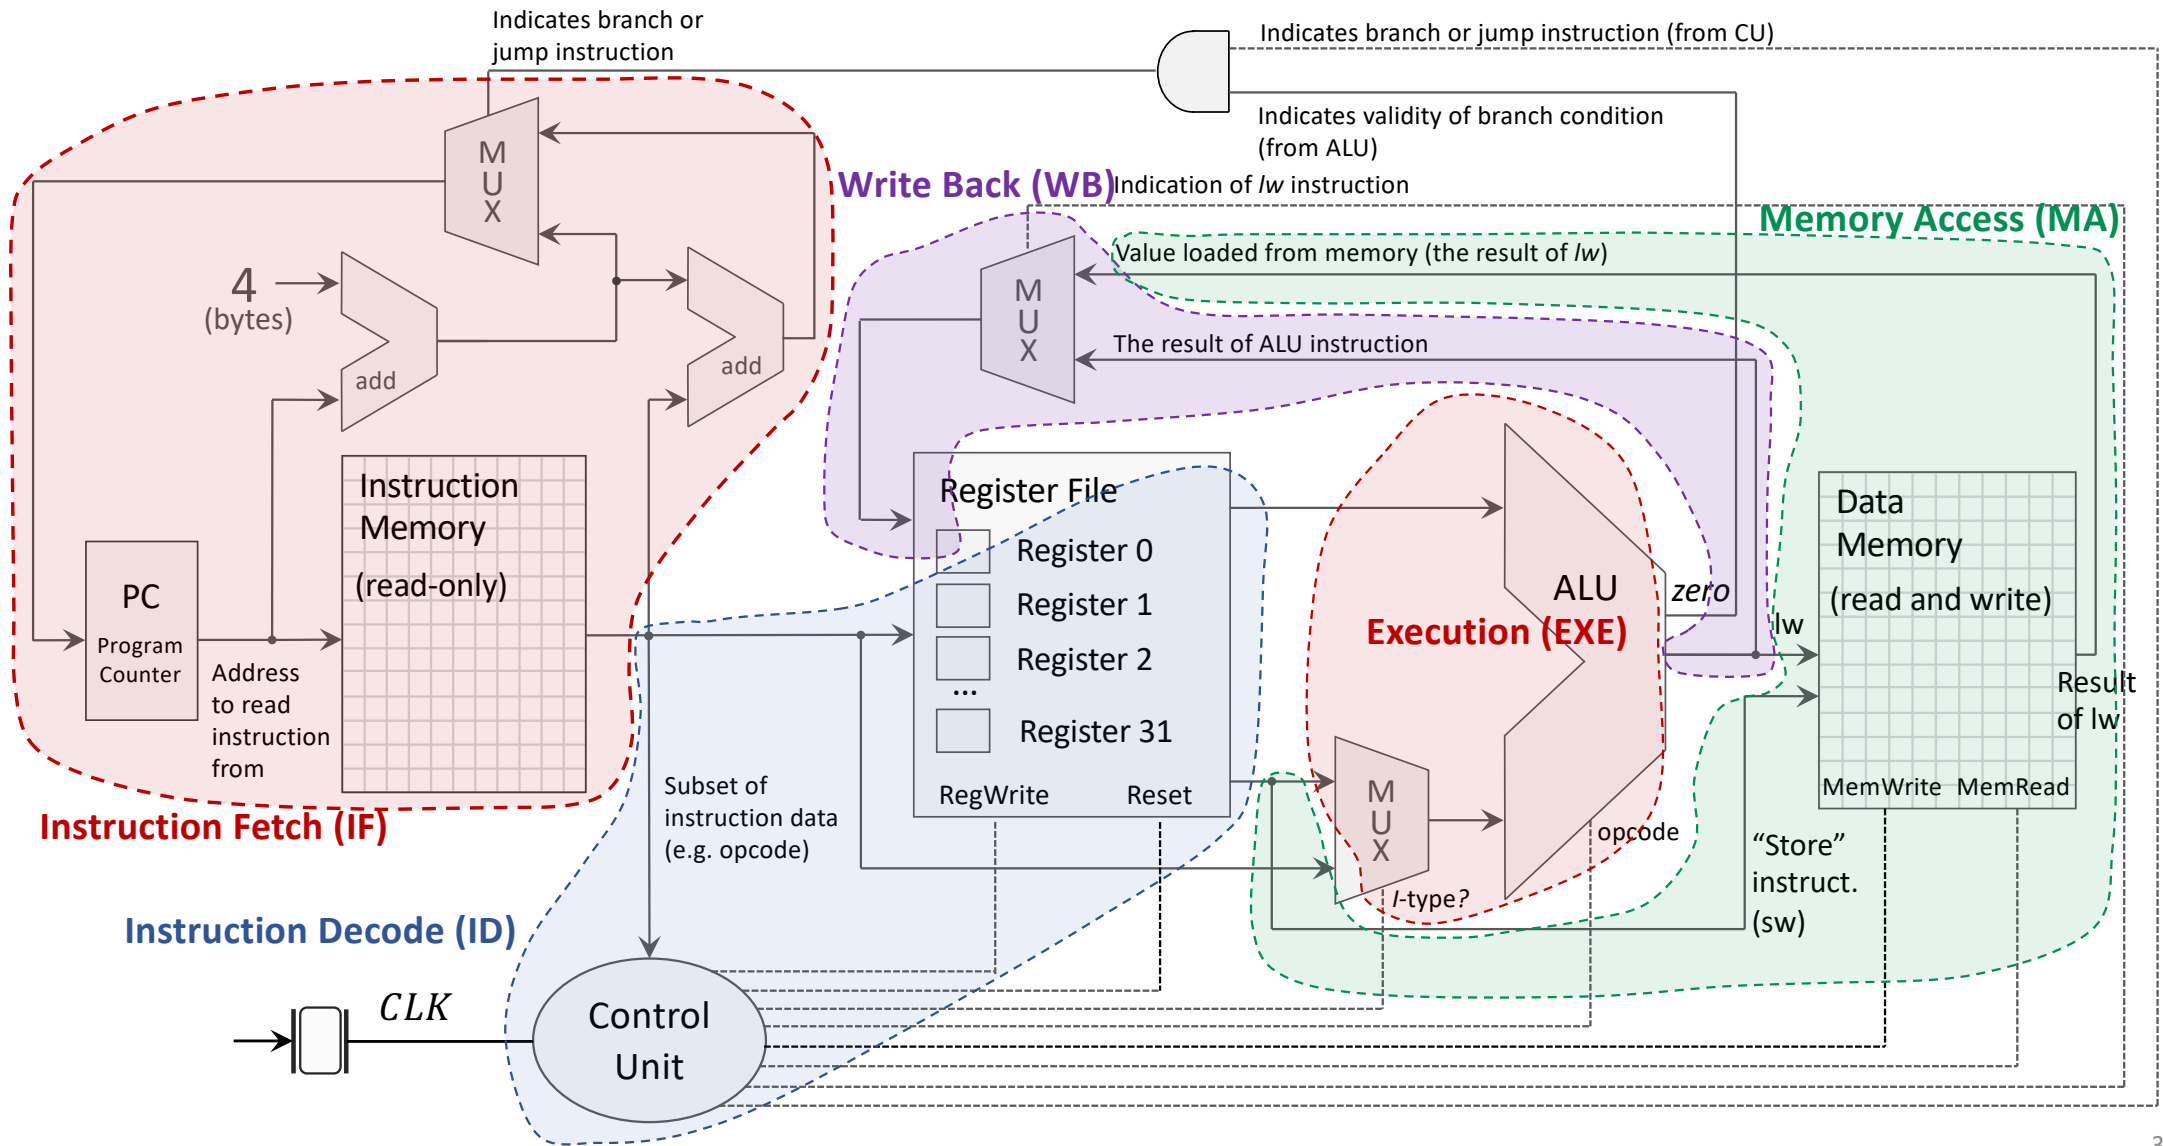 Indicates branch or
jump instruction
Indicates branch or jump instruction (from CU)
Indicates validity of branch condition
(from ALU)
M
U
X
Write Back (WB)
Indication of lw instruction
Memory Access (MA)
Value loaded from memory (the result of lw)
4
(bytes)
add
add
M
U
X
The result of ALU instruction
Instruction
Memory
(read-only)
PC
Program
Counter
Address
to read
instruction
from
Instruction Fetch (IF)
Register File
Register 0
Register 1
Register 2
...
Register 31
RegWrite
Reset
ALU
zero
Execution (EXE)
lw
Data
Memory
(read and write)
Result
of lw
MemWrite
MemRead
Subset of
instruction data
(e.g. opcode)
M
U
X
I-type?
opcode
"Store"
instruct.
(sw)
Instruction Decode (ID)
CLK
Control
Unit
3